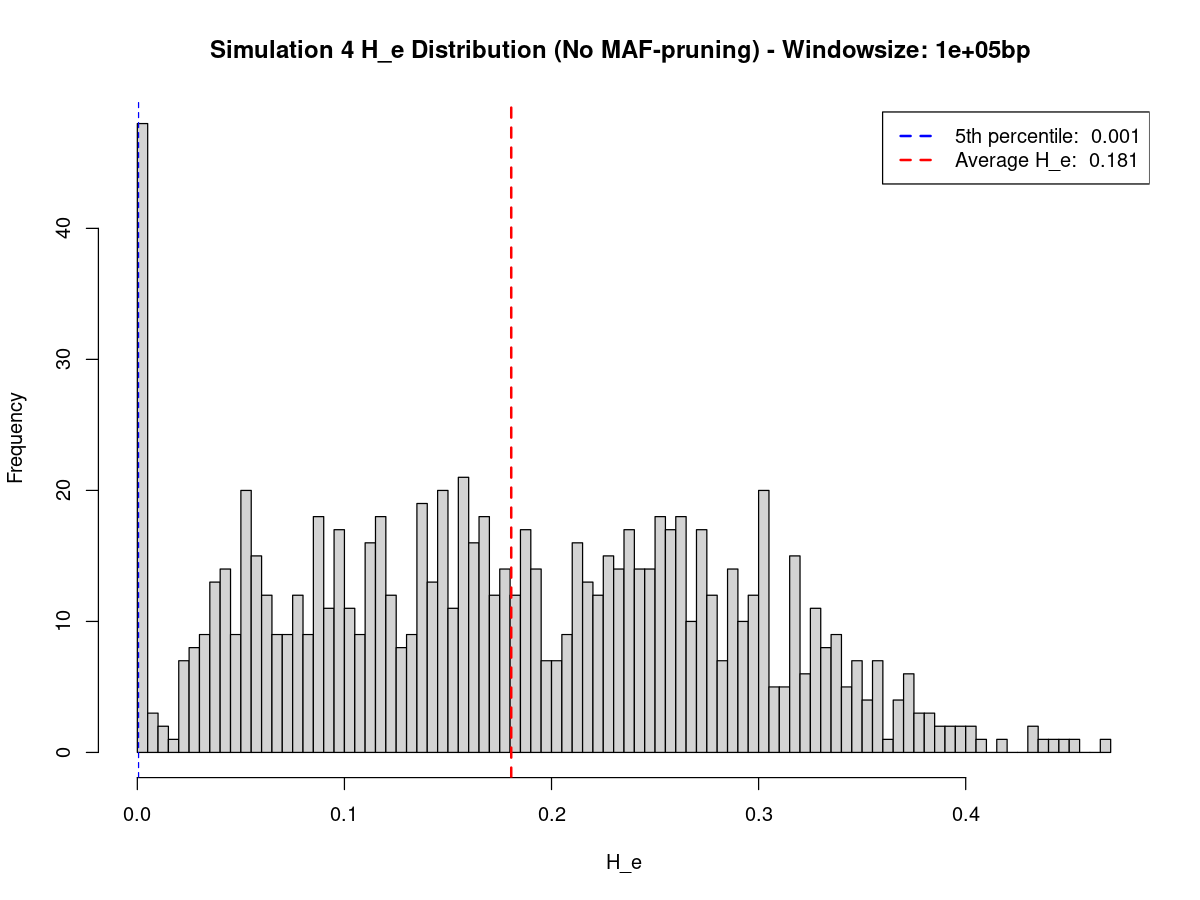 Simulation 4 H_e Distribution (No MAF-pruning) - Windowsize: 1e+05bp
5th percentile:  0.001
Average H_e:  0.181
Frequency
40
30
20
10
0
0.0
0.1
0.2
0.3
0.4
H_e